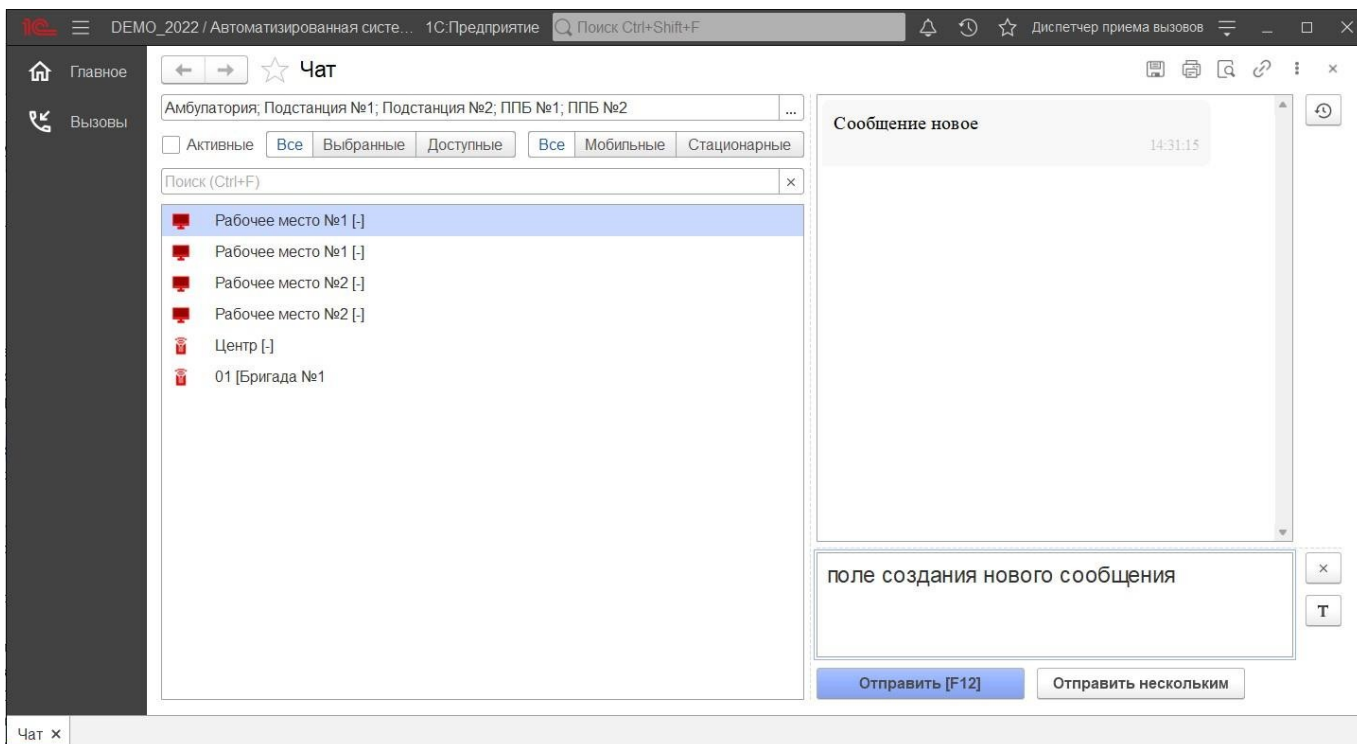 1С DEMO_2022 / Автоматизированная систе... 1С:Предприятие Поиск Ctrl+Shift+F Диспетчер приема вызовов
Главное
Вызовы
Чат
Амбулатория; Подстанция №1; Подстанция №2; ППБ №1; ППБ №2 ...
Активные Все Выбранные Доступные Все Мобильные Стационарные
Поиск (Ctrl+F)
Рабочее место №1 [-]
Рабочее место №1 [-]
Рабочее место №2 [-]
Рабочее место №2 [-]
Центр [-]
01 [Бригада №1
Сообщение новое
14:31:15
поле создания нового сообщения
T
Отправить [F12] Отправить нескольким
Чат